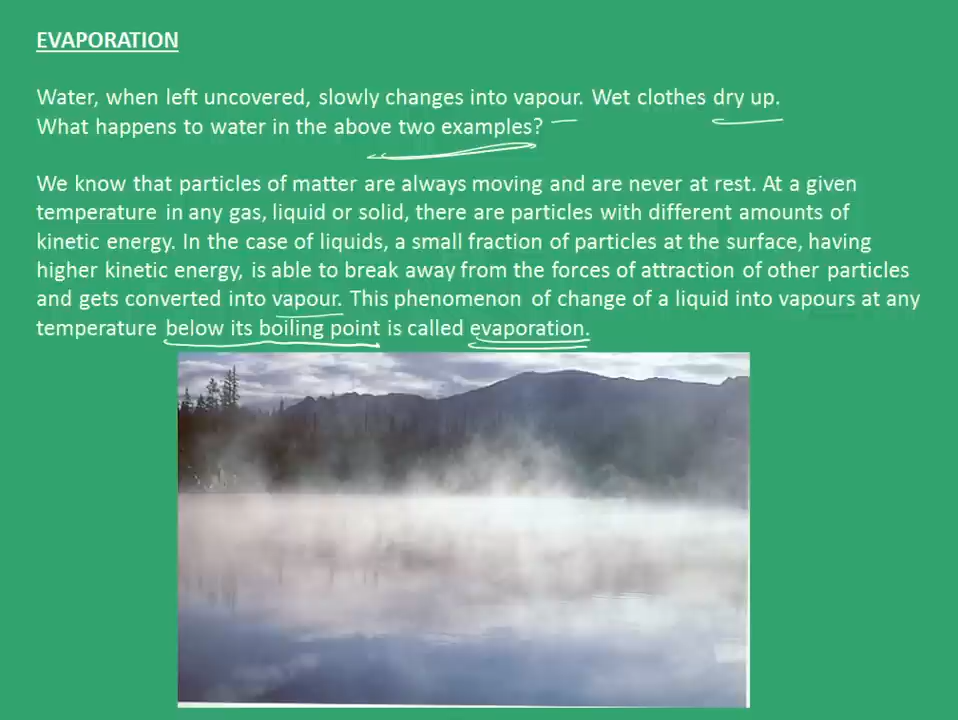 EVAPORATION
Water, when left uncovered, slowly changes into vapour. Wet clothes dry up.
What happens to water in the above two examples?
We know that particles of matter are always moving and are never at rest. At a given
temperature in any gas, liquid or solid, there are particles with different amounts of
kinetic energy. In the case of liquids, a small fraction of particles at the surface, having
higher kinetic energy, is able to break away from the forces of attraction of other particles
and gets converted into vapour. This phenomenon of change of a liquid into vapours at any
temperature below its boiling point is called evaporation.